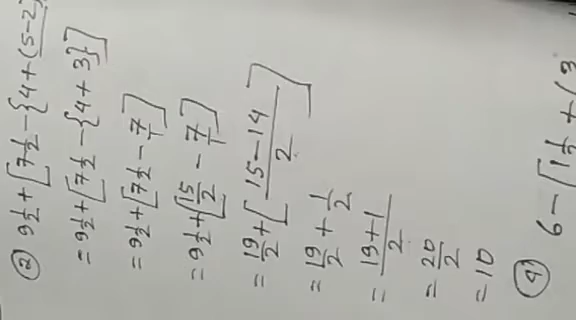 (2) 9½ + [7½ - {4 + (5-2)
= 9½ + [7½ - {4 + 3}]
= 9½ + [7½ - 7/1]
= 9½ + [15/2 - 7/1]
= 19/2 + [15-14/2]
= 19/2 + 1/2
= 19+1/2
= 20/2
= 10
(4) 6 - [1½ + (3